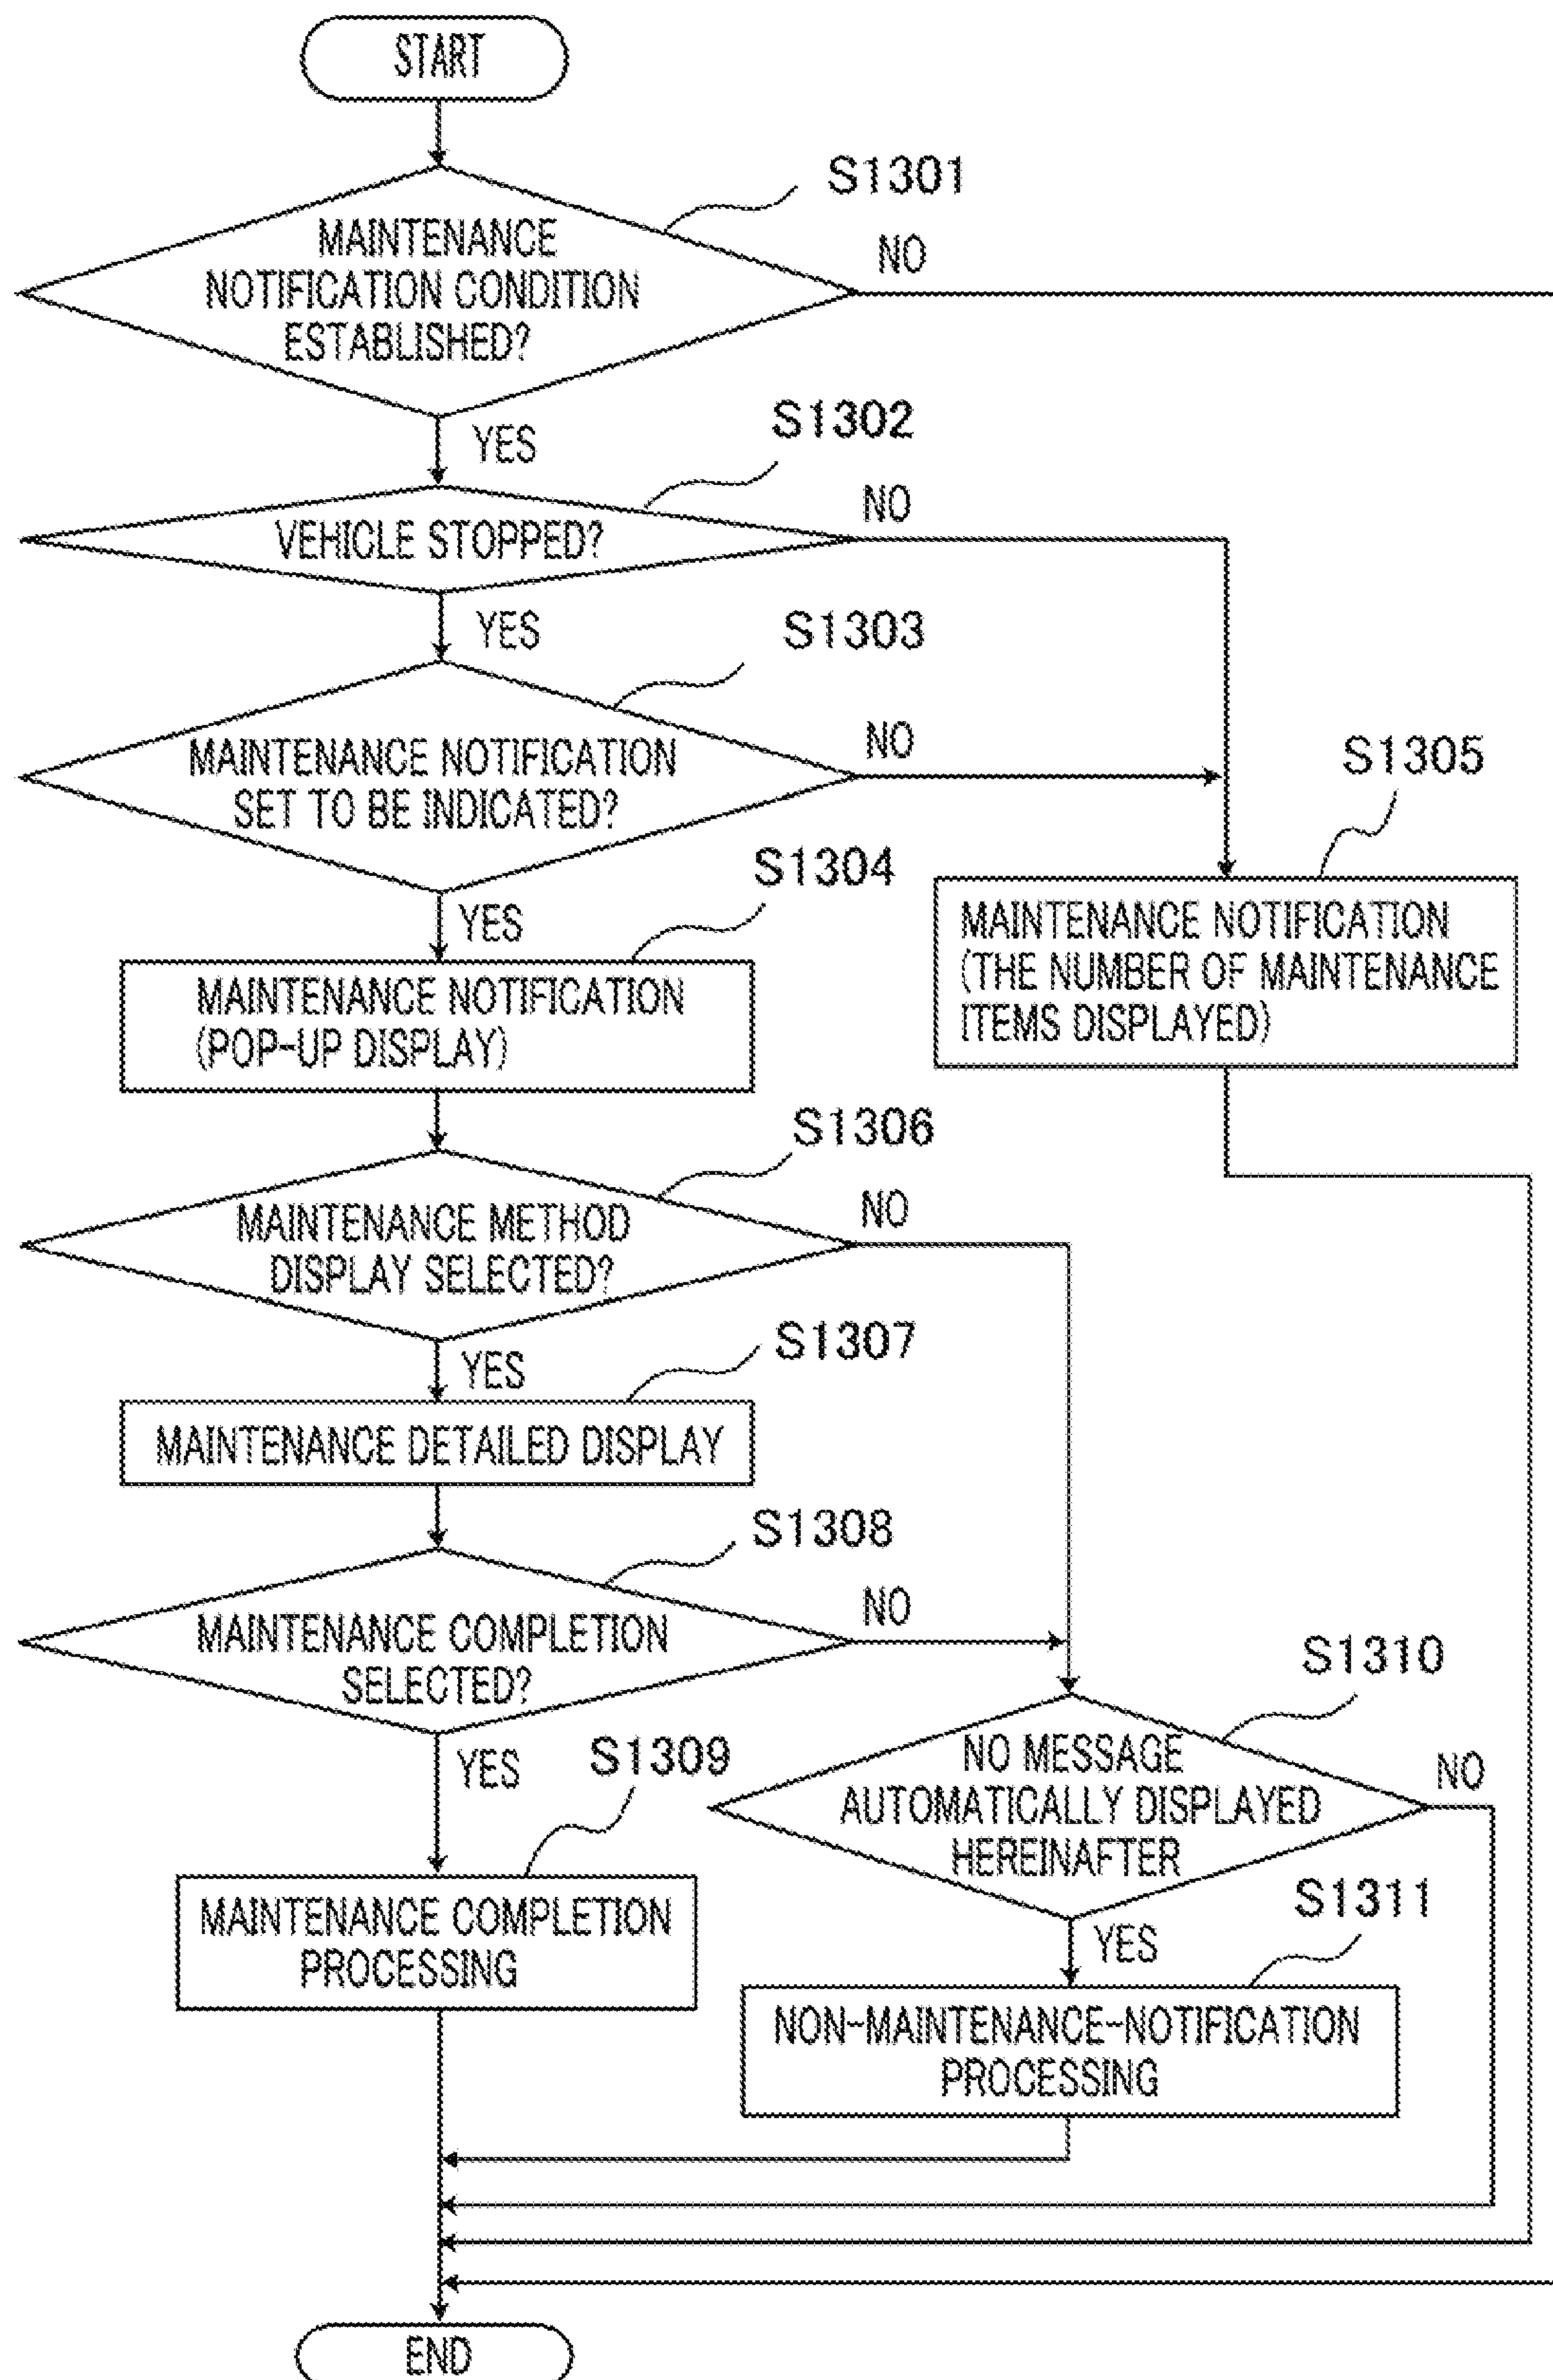 START
S1301
MAINTENANCE
NOTIFICATION CONDITION
ESTABLISHED?
NO
YES
S1302
VEHICLE STOPPED?
NO
YES
S1303
MAINTENANCE NOTIFICATION
SET TO BE INDICATED?
NO
YES
S1304
MAINTENANCE NOTIFICATION
(POP-UP DISPLAY)
S1305
MAINTENANCE NOTIFICATION
(THE NUMBER OF MAINTENANCE
ITEMS DISPLAYED)
S1306
MAINTENANCE METHOD
DISPLAY SELECTED?
NO
YES
S1307
MAINTENANCE DETAILED DISPLAY
S1308
MAINTENANCE COMPLETION
SELECTED?
NO
YES
S1309
MAINTENANCE COMPLETION
PROCESSING
S1310
NO MESSAGE
AUTOMATICALLY DISPLAYED
HEREINAFTER
NO
YES
S1311
NON-MAINTENANCE-NOTIFICATION
PROCESSING
END